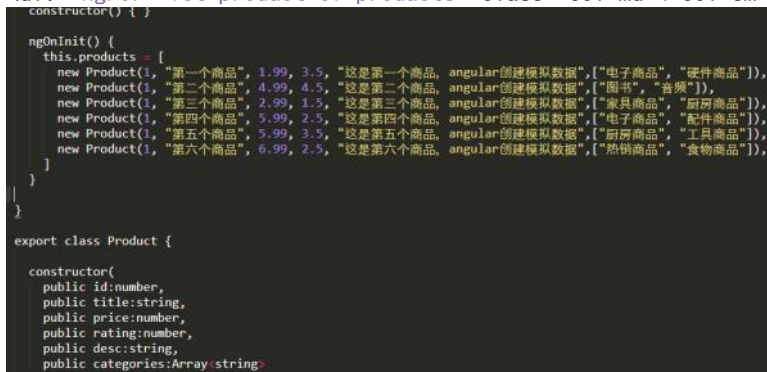 constructor() { }
ngOnInit() {
this.products = [
new Product(1, "第一个商品", 1.99, 3.5, "这是第一个商品, angular创建模拟数据",["电子商品", "硬件商品"]),
new Product(1, "第二个商品", 4.99, 4.5, "这是第二个商品, angular创建模拟数据",["图书", "音频"]),
new Product(1, "第三个商品", 2.99, 1.5, "这是第三个商品, angular创建模拟数据",["家具商品", "厨房商品"]),
new Product(1, "第四个商品", 5.99, 2.5, "这是第四个商品, angular创建模拟数据",["电子商品", "配件商品"]),
new Product(1, "第五个商品", 5.99, 3.5, "这是第五个商品, angular创建模拟数据",["厨房商品", "工具商品"]),
new Product(1, "第六个商品", 6.99, 2.5, "这是第六个商品, angular创建模拟数据",["热销商品", "食物商品"]),
]
}
}
export class Product {
constructor(
public id:number,
public title:string,
public price:number,
public rating:number,
public desc:string,
public categories:Array<string>